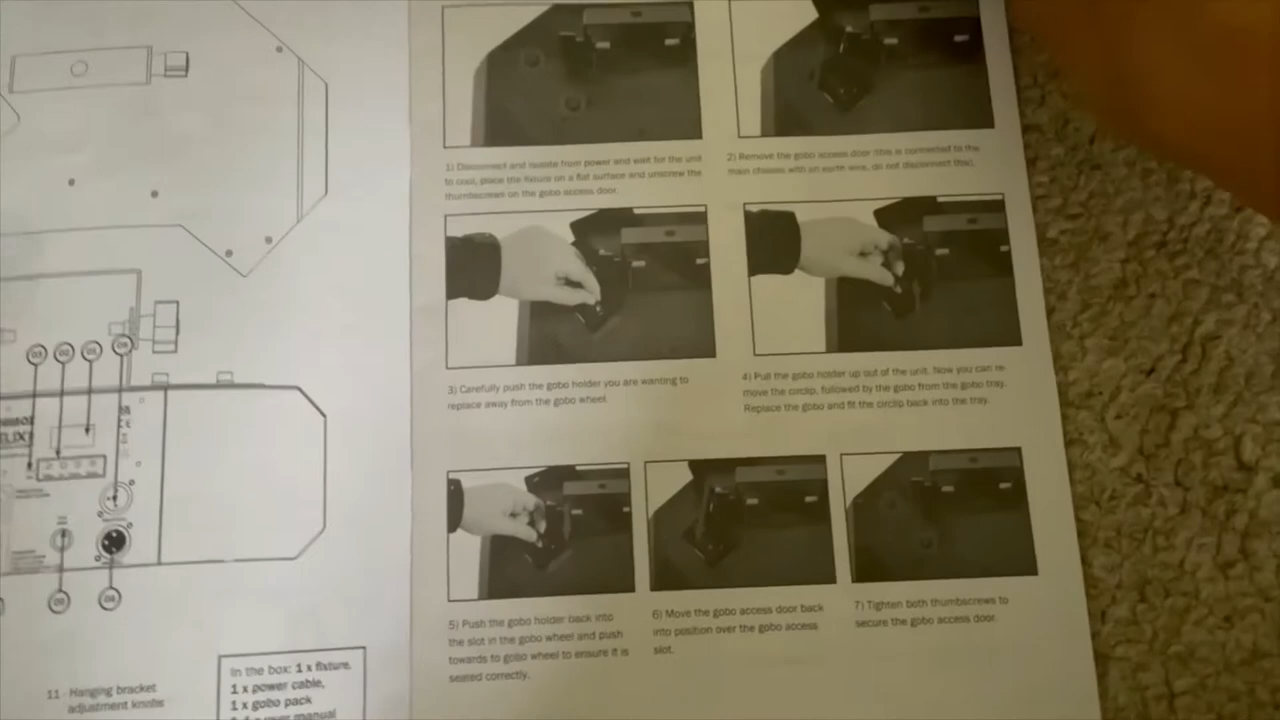 03
02
01
11 - Hanging bracket
adjustment knobs
In the box: 1 x fixture,
1 x power cable,
1 x gobo pack
user manual
1) Disconnect and isolate from power and wait for the unit
to cool, place the fixture on a flat surface and unscrew the
thumbscrews on the gobo access door.
2) Remove the gobo access door (this is connected to the
main chassis with an earth wire, do not disconnect this).
3) Carefully push the gobo holder you are wanting to
replace away from the gobo wheel.
4) Pull the gobo holder up out of the unit. Now you can re-
move the circlip, followed by the gobo from the gobo tray.
Replace the gobo and fit the circlip back into the tray.
5) Push the gobo holder back into
the slot in the gobo wheel and push
towards to gobo wheel to ensure it is
seated correctly.
6) Move the gobo access door back
into position over the gobo access
slot.
7) Tighten both thumbscrews to
secure the gobo access door.